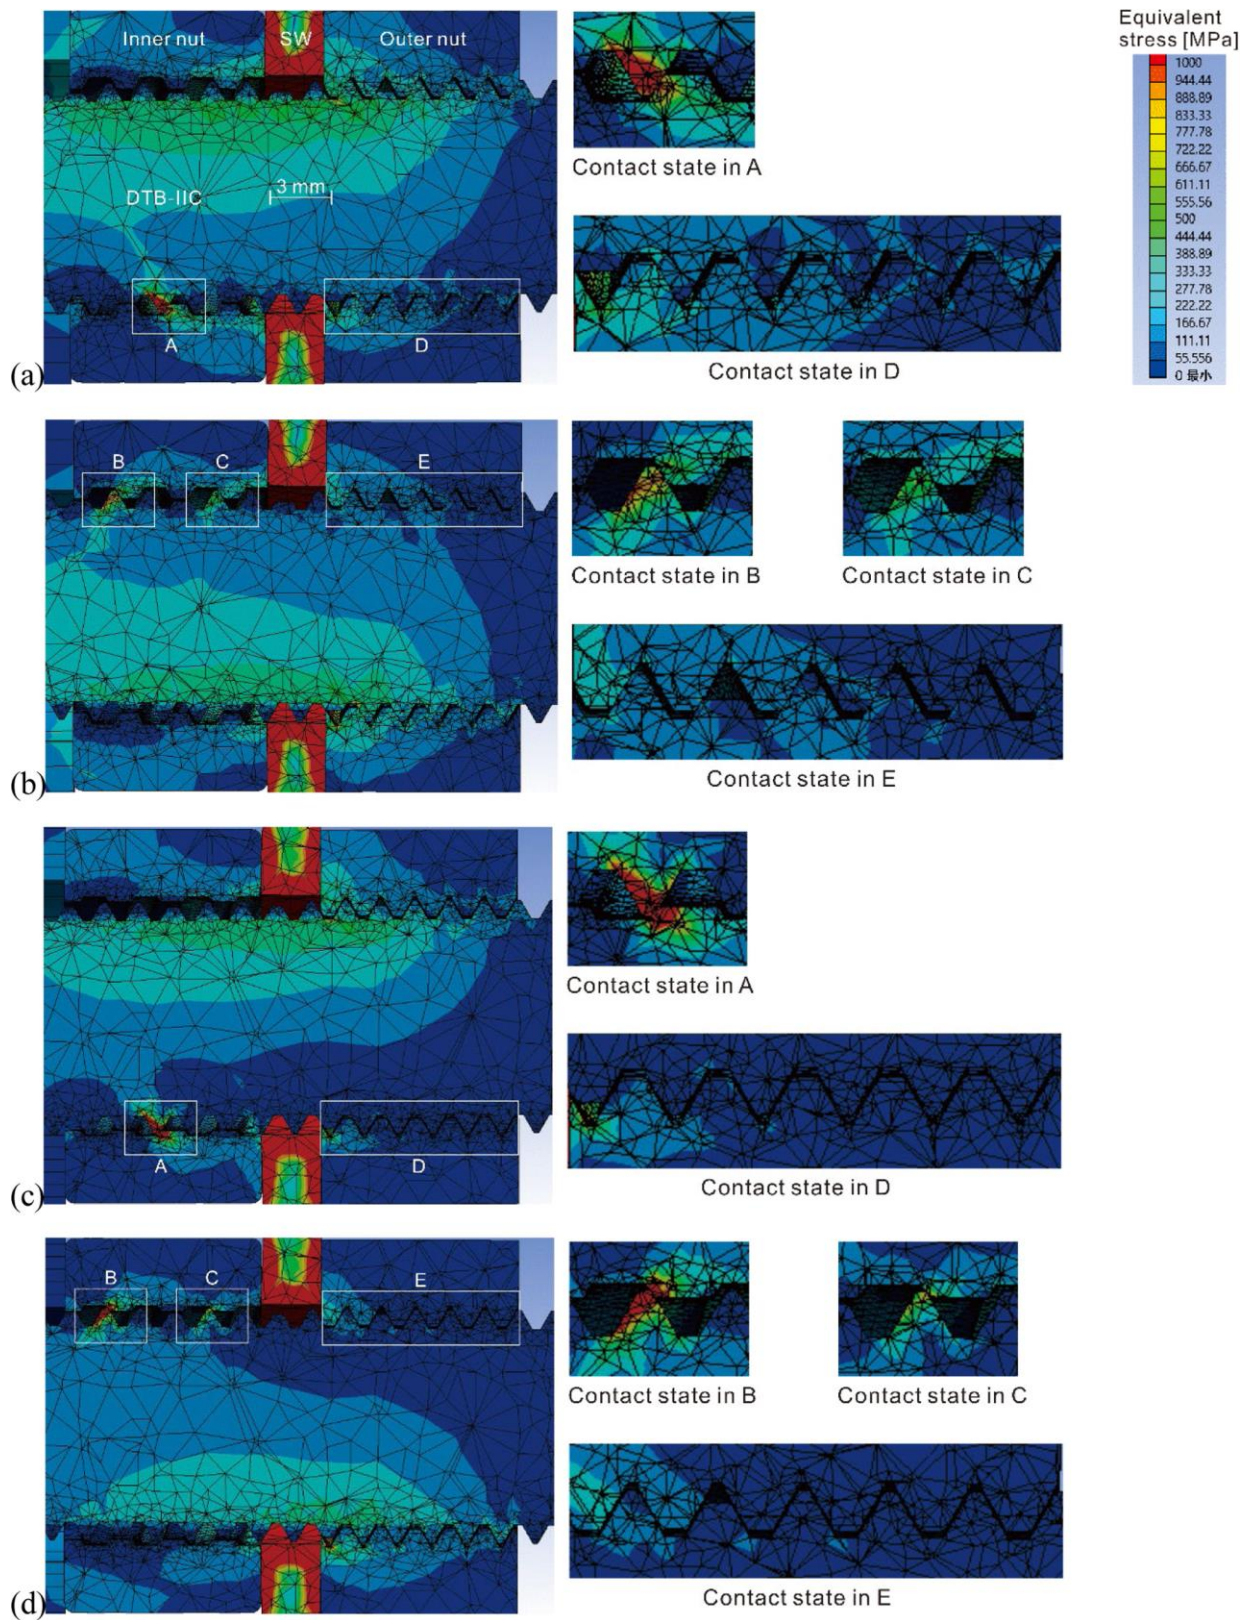 Equivalent
stress [MPa]
1000
944.44
888.89
833.33
777.78
722.22
666.67
611.11
555.56
500
444.44
388.89
333.33
277.78
222.22
166.67
111.11
55.556
0 最小
Inner nut
SW
Outer nut
DTB-IIC
3 mm
A
D
Contact state in A
Contact state in D
(a)
B
C
E
Contact state in B
Contact state in C
Contact state in E
(b)
A
D
Contact state in A
Contact state in D
(c)
B
C
E
Contact state in B
Contact state in C
Contact state in E
(d)